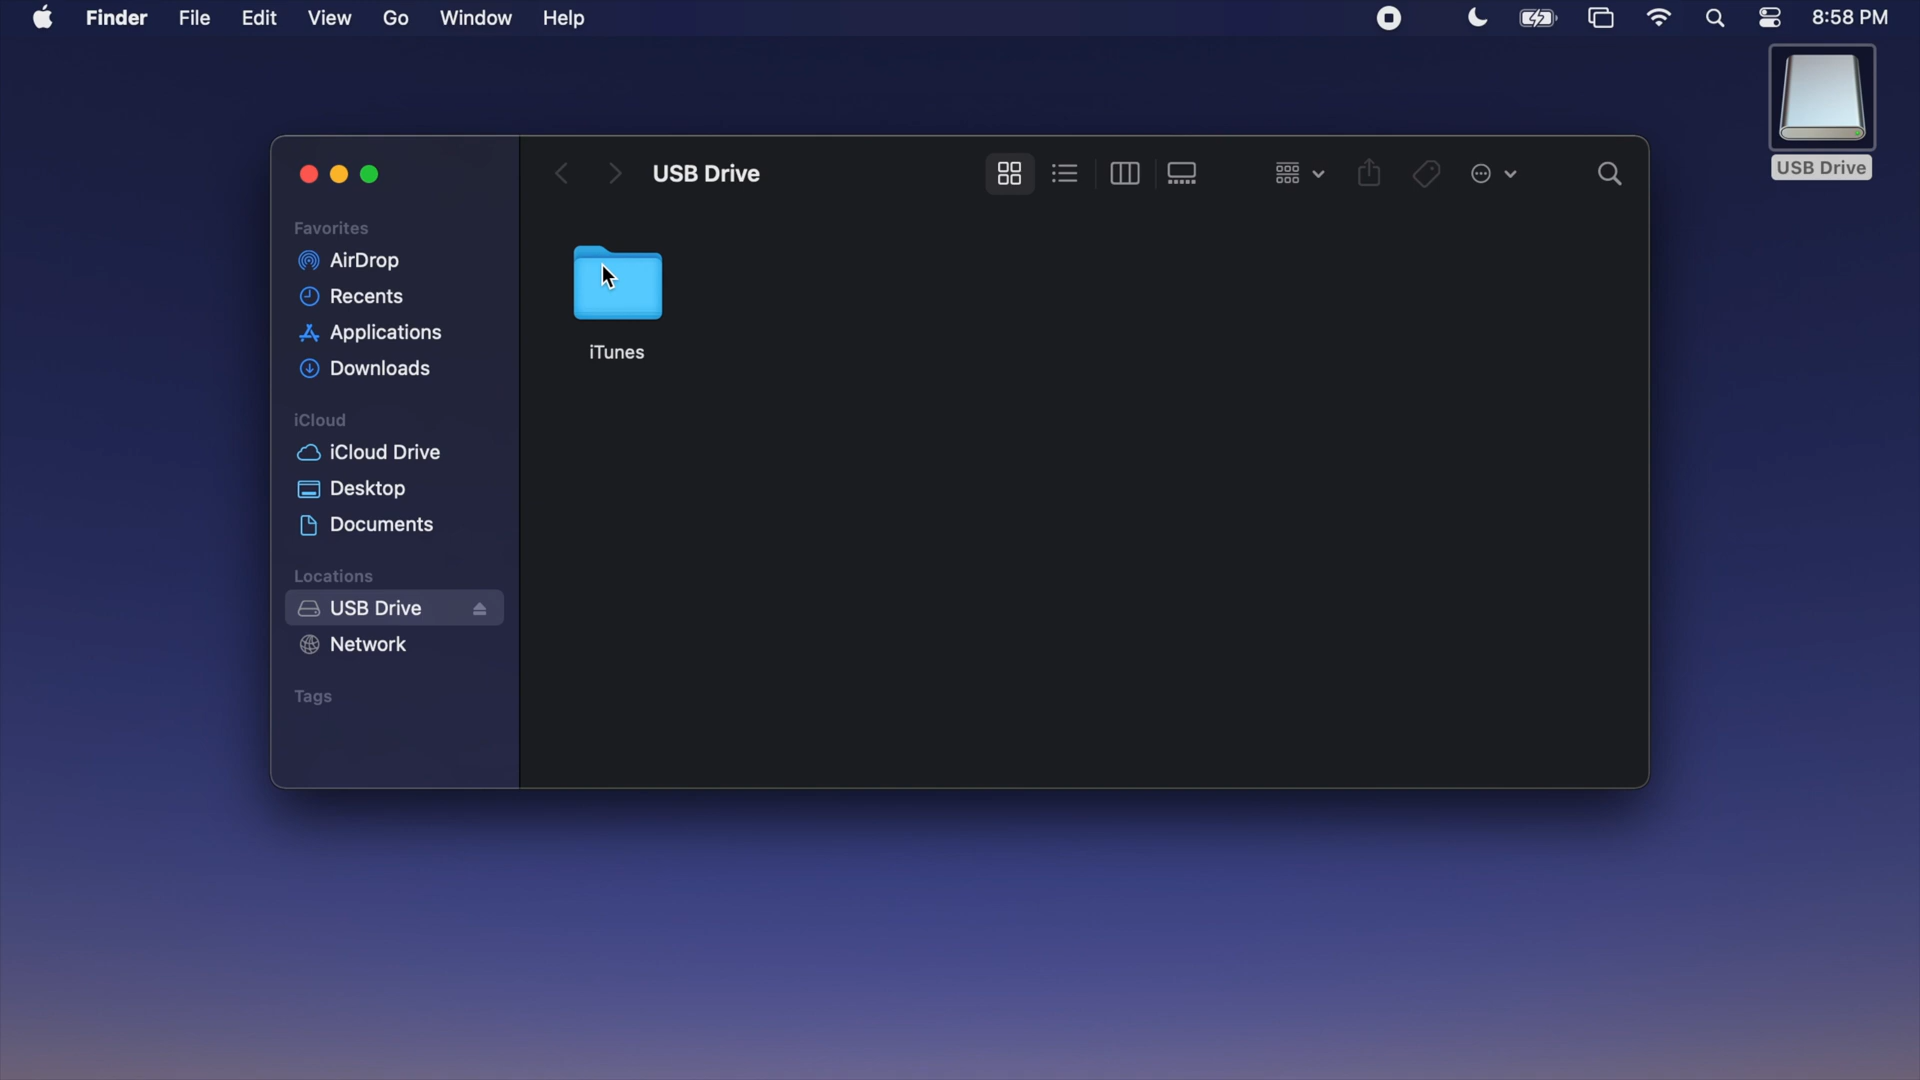 Finder File Edit View Go Window Help 8:58 PM
USB Drive
USB Drive
Favorites
AirDrop
Recents
Applications
Downloads
iCloud
iCloud Drive
Desktop
Documents
Locations
USB Drive
Network
Tags
iTunes